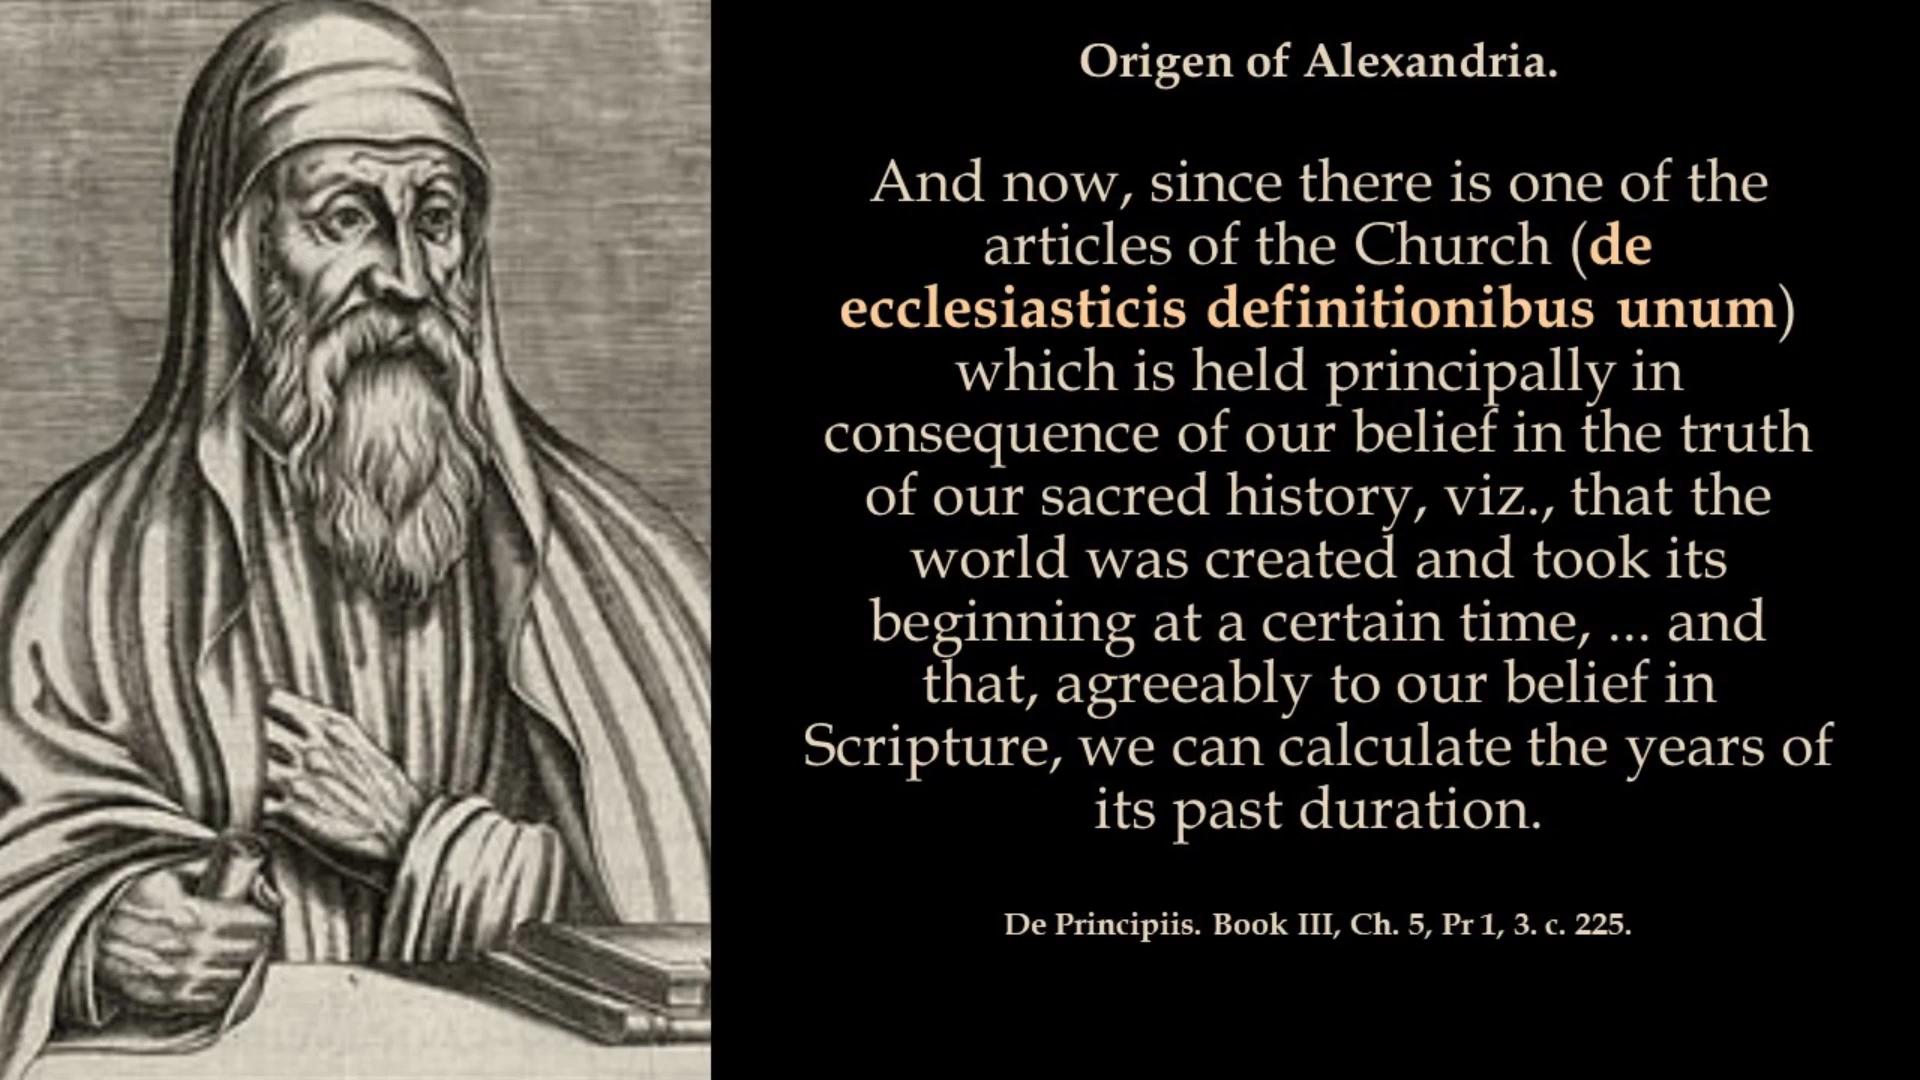 Origen of Alexandria.
And now, since there is one of the
articles of the Church (de
ecclesiasticis definitionibus unum)
which is held principally in
consequence of our belief in the truth
of our sacred history, viz., that the
world was created and took its
beginning at a certain time, ... and
that, agreeably to our belief in
Scripture, we can calculate the years of
its past duration.
De Principiis. Book III, Ch. 5, Pr 1, 3. c. 225.